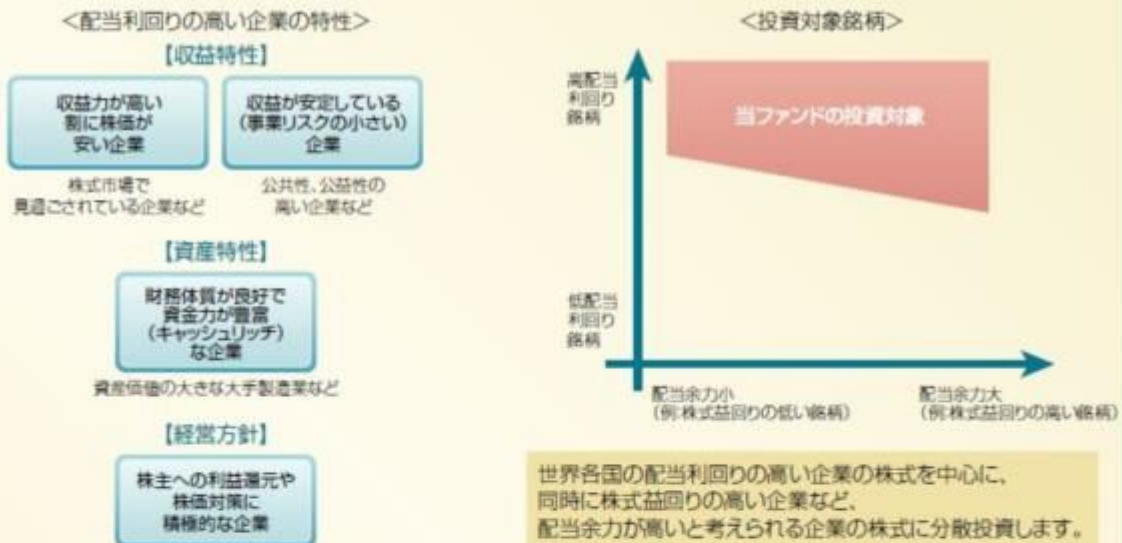 <配当利回りの高い企業の特性>
【収益特性】
収益力が高い
割に株価が
安い企業
株式市場で
見過ごされている企業など
収益が安定している
(事業リスクの小さい)
企業
公共性、公益性の
高い企業など
【資産特性】
財務体質が良好で
資金力が豊富
(キャッシュリッチ)
な企業
資産価値の大きな大手製造業など
【経営方針】
株主への利益還元や
株価対策に
積極的な企業
<投資対象銘柄>
高配当
利回り
銘柄
当ファンドの投資対象
低配当
利回り
銘柄
配当余力小
(例:株式益回りの低い銘柄)
配当余力大
(例:株式益回りの高い銘柄)
世界各国の配当利回りの高い企業の株式を中心に、
同時に株式益回りの高い企業など、
配当余力が高いと考えられる企業の株式に分散投資します。